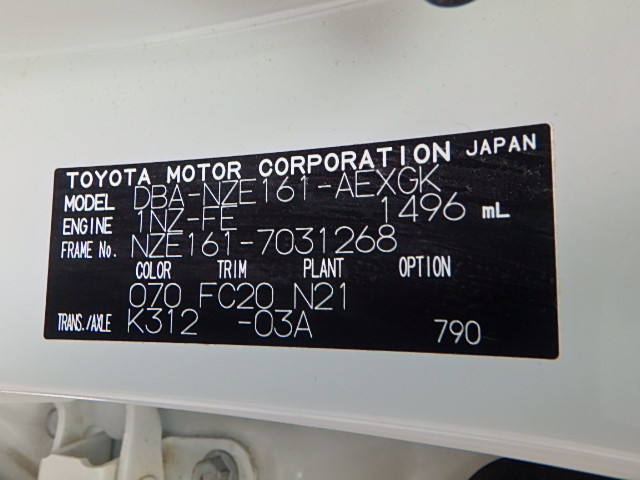 TOYOTA MOTOR CORPORATION JAPAN
MODEL DBA-NZE161-AEXGK
ENGINE 1NZ-FE 1496 mL
FRAME No. NZE161-7031268
COLOR TRIM PLANT OPTION
070 FC20 N21
TRANS./AXLE K312 -03A 790